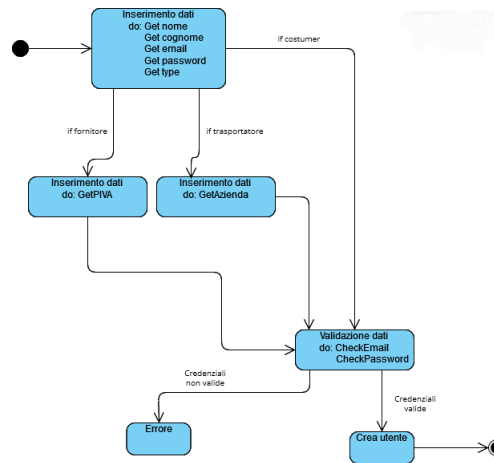 Inserimento dati
do: Get nome
Get cognome
Get email
Get password
Get type
if costumer
if fornitore
if trasportatore
Inserimento dati
do: GetPIVA
Inserimento dati
do: GetAzienda
Validazione dati
do: CheckEmail
CheckPassword
Credenziali
non valide
Credenziali
valide
Errore
Crea utente